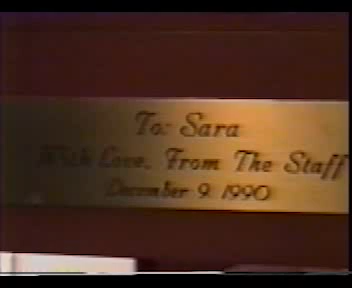 To: Sara
With Love, From The Staff
December 9, 1990